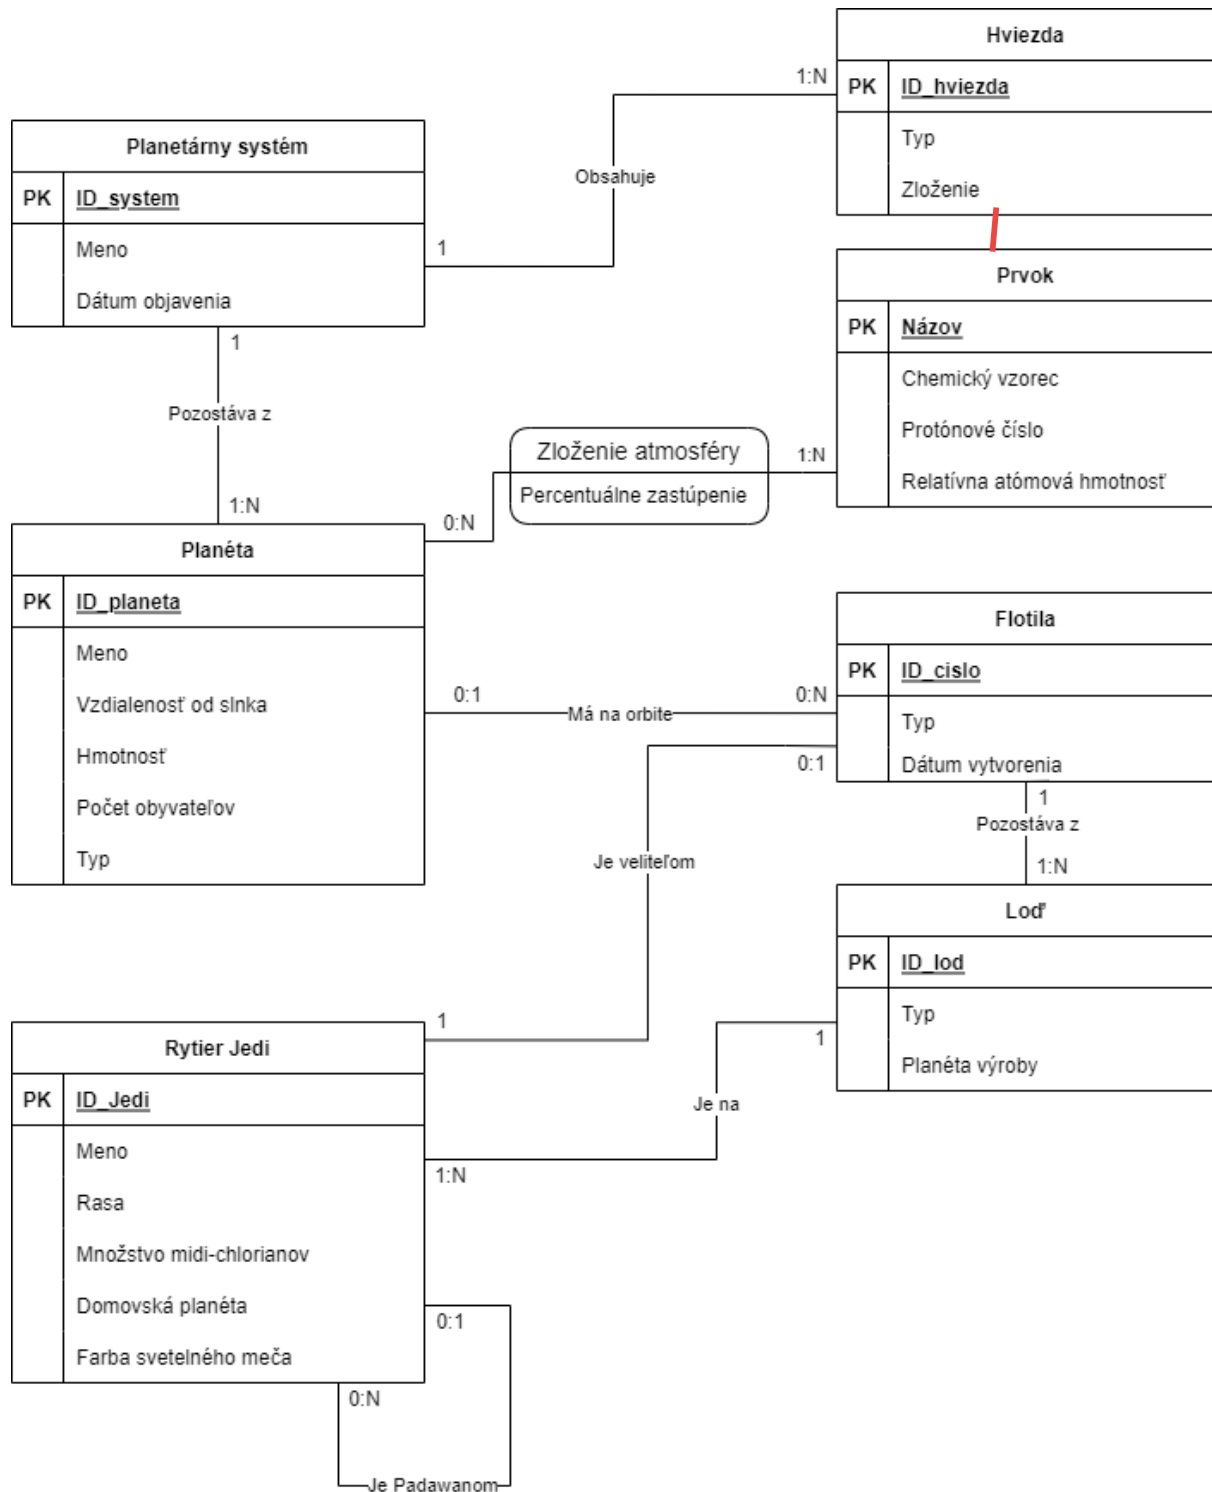 Hviezda
PK ID_hviezda
Typ
Zloženie
1:N
Obsahuje
1
Planetárny systém
PK ID_system
Meno
Dátum objavenia
1
Pozostáva z
1:N
Prvok
PK Názov
Chemický vzorec
Protónové číslo
Relatívna atómová hmotnosť
1:N
Zloženie atmosféry
Percentuálne zastúpenie
0:N
Planéta
PK ID_planeta
Meno
Vzdialenosť od slnka
Hmotnosť
Počet obyvateľov
Typ
0:1
Má na orbite
0:N
Flotila
PK ID_cislo
Typ
Dátum vytvorenia
0:1
Je veliteľom
1
1
Pozostáva z
1:N
Loď
PK ID_lod
Typ
Planéta výroby
1
Je na
1:N
Rytier Jedi
PK ID_Jedi
Meno
Rasa
Množstvo midi-chlorianov
Domovská planéta
Farba svetelného meča
0:1
0:N
Je Padawanom